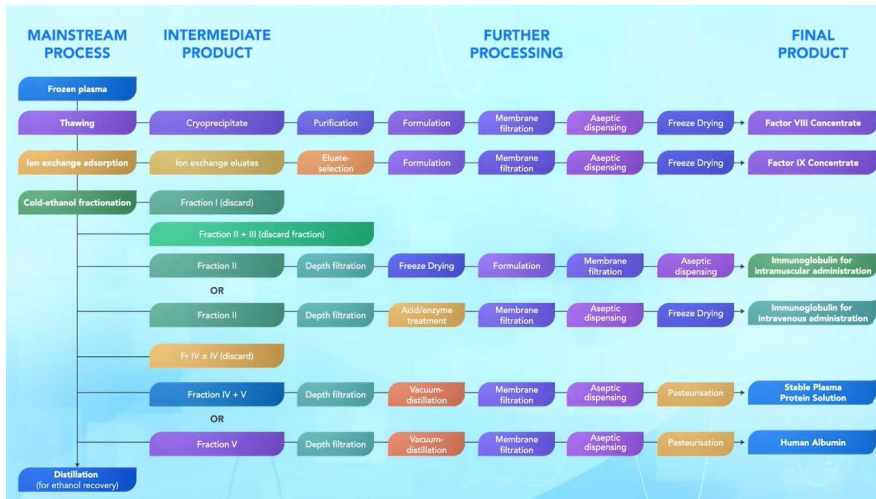 MAINSTREAM
PROCESS
INTERMEDIATE
PRODUCT
FURTHER
PROCESSING
FINAL
PRODUCT
Frozen plasma
Thawing
Cryoprecipitate
Purification
Formulation
Membrane
filtration
Aseptic
dispensing
Freeze Drying
Factor VIII Concentrate
Ion exchange adsorption
Ion exchange eluates
Eluate-
selection
Formulation
Membrane
filtration
Aseptic
dispensing
Freeze Drying
Factor IX Concentrate
Cold-ethanol fractionation
Fraction I (discard)
Fraction II + III (discard fraction)
Fraction II
Depth filtration
Freeze Drying
Formulation
Membrane
filtration
Aseptic
dispensing
Immunoglobulin for
intramuscular administration
OR
Fraction II
Depth filtration
Acid/enzyme
treatment
Membrane
filtration
Aseptic
dispensing
Freeze Drying
Immunoglobulin for
intravenous administration
Fr IV ± IV (discard)
Fraction IV + V
Depth filtration
Vacuum-
distillation
Membrane
filtration
Aseptic
dispensing
Pasteurisation
Stable Plasma
Protein Solution
OR
Fraction V
Depth filtration
Vacuum-
distillation
Membrane
filtration
Aseptic
dispensing
Pasteurisation
Human Albumin
Distillation
(for ethanol recovery)